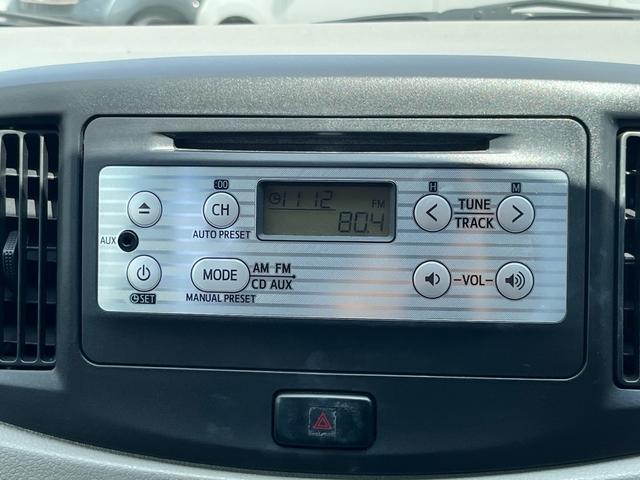 :00
H
M
11 12
FM
80.4
CH
AUTO PRESET
TUNE
TRACK
AUX
MODE
AM FM
CD AUX
MANUAL PRESET
SET
-VOL-